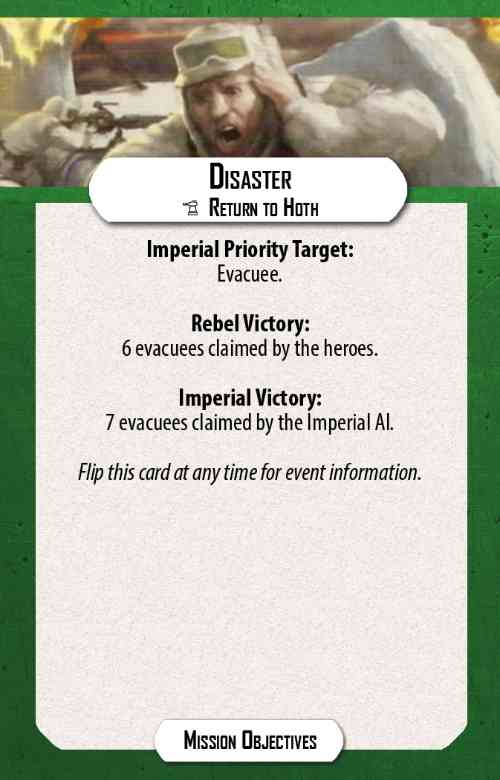 Disaster
Return to Hoth
Imperial Priority Target:
Evacuee.
Rebel Victory:
6 evacuees claimed by the heroes.
Imperial Victory:
7 evacuees claimed by the Imperial AI.
Flip this card at any time for event information.
Mission Objectives